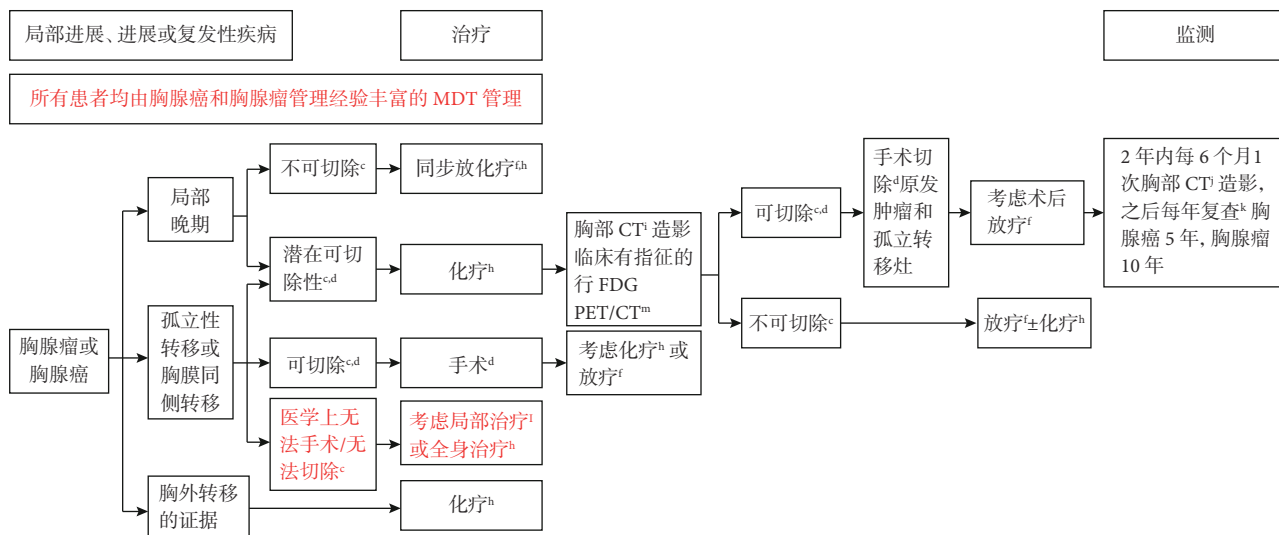 局部进展、进展或复发性疾病
治疗
监测
所有患者均由胸腺癌和胸腺瘤管理经验丰富的 MDT 管理
胸腺瘤或
胸腺癌
局部
晚期
不可切除ᶜ
同步放化疗ᶠ,ʰ
潜在可切
除性ᶜ,ᵈ
化疗ʰ
胸部 CTⁱ 造影
临床有指征的
行 FDG
PET/CTᵐ
可切除ᶜ,ᵈ
手术切
除ᵈ原发
肿瘤和
孤立转
移灶
考虑术后
放疗ᶠ
2 年内每 6 个月1
次胸部 CTʲ 造影,
之后每年复查ᵏ 胸
腺癌 5 年, 胸腺瘤
10 年
不可切除ᶜ
放疗ᶠ±化疗ʰ
孤立性
转移或
胸膜同
侧转移
可切除ᶜ,ᵈ
手术ᵈ
考虑化疗ʰ 或
放疗ᶠ
医学上无
法手术/无
法切除ᶜ
考虑局部治疗ˡ
或全身治疗ʰ
胸外转移
的证据
化疗ʰ